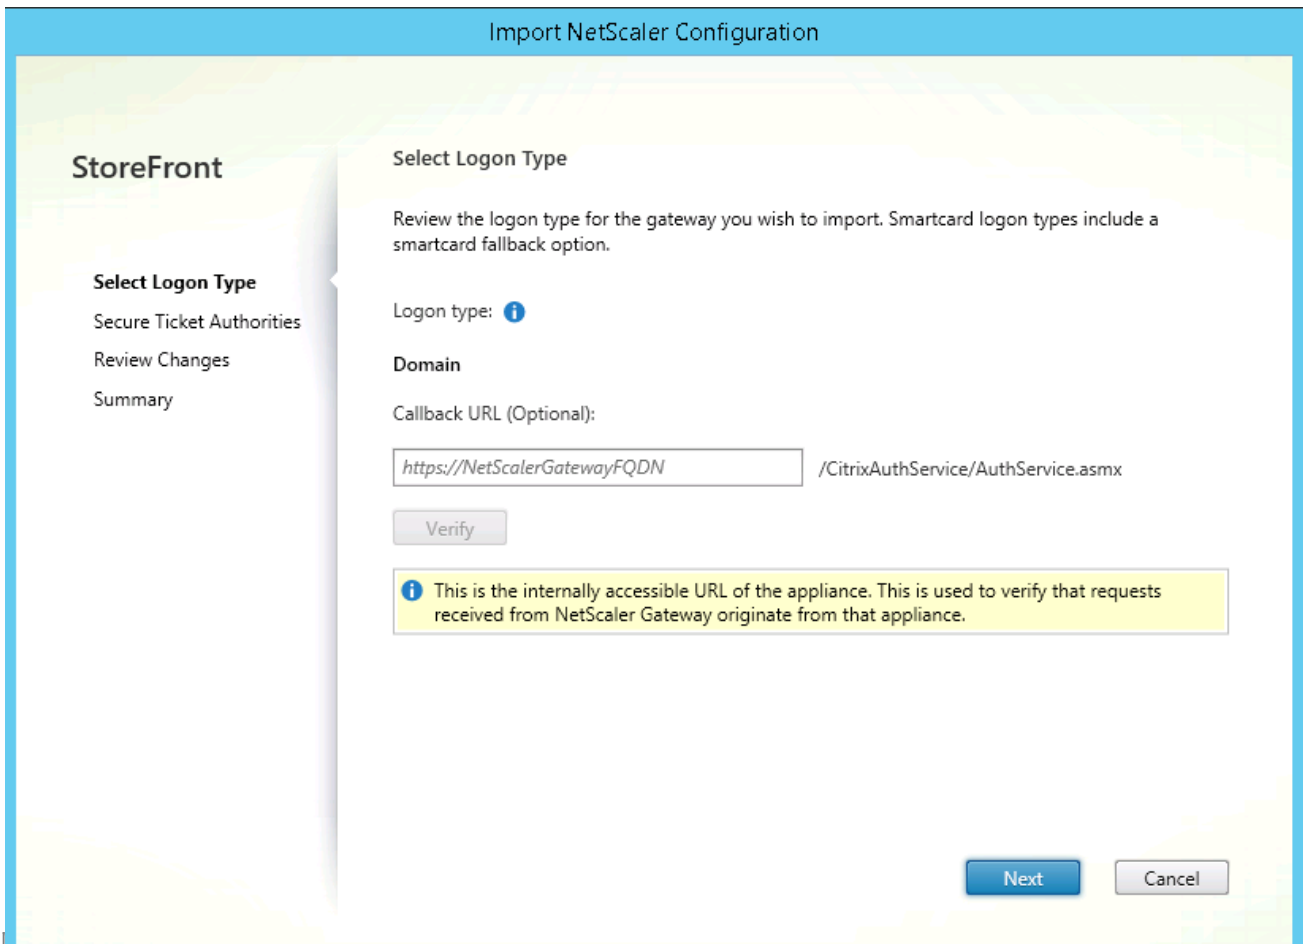 Import NetScaler Configuration
StoreFront
Select Logon Type
Secure Ticket Authorities
Review Changes
Summary
Select Logon Type
Review the logon type for the gateway you wish to import. Smartcard logon types include a
smartcard fallback option.
Logon type:
Domain
Callback URL (Optional):
https://NetScalerGatewayFQDN /CitrixAuthService/AuthService.asmx
Verify
This is the internally accessible URL of the appliance. This is used to verify that requests
received from NetScaler Gateway originate from that appliance.
Next Cancel